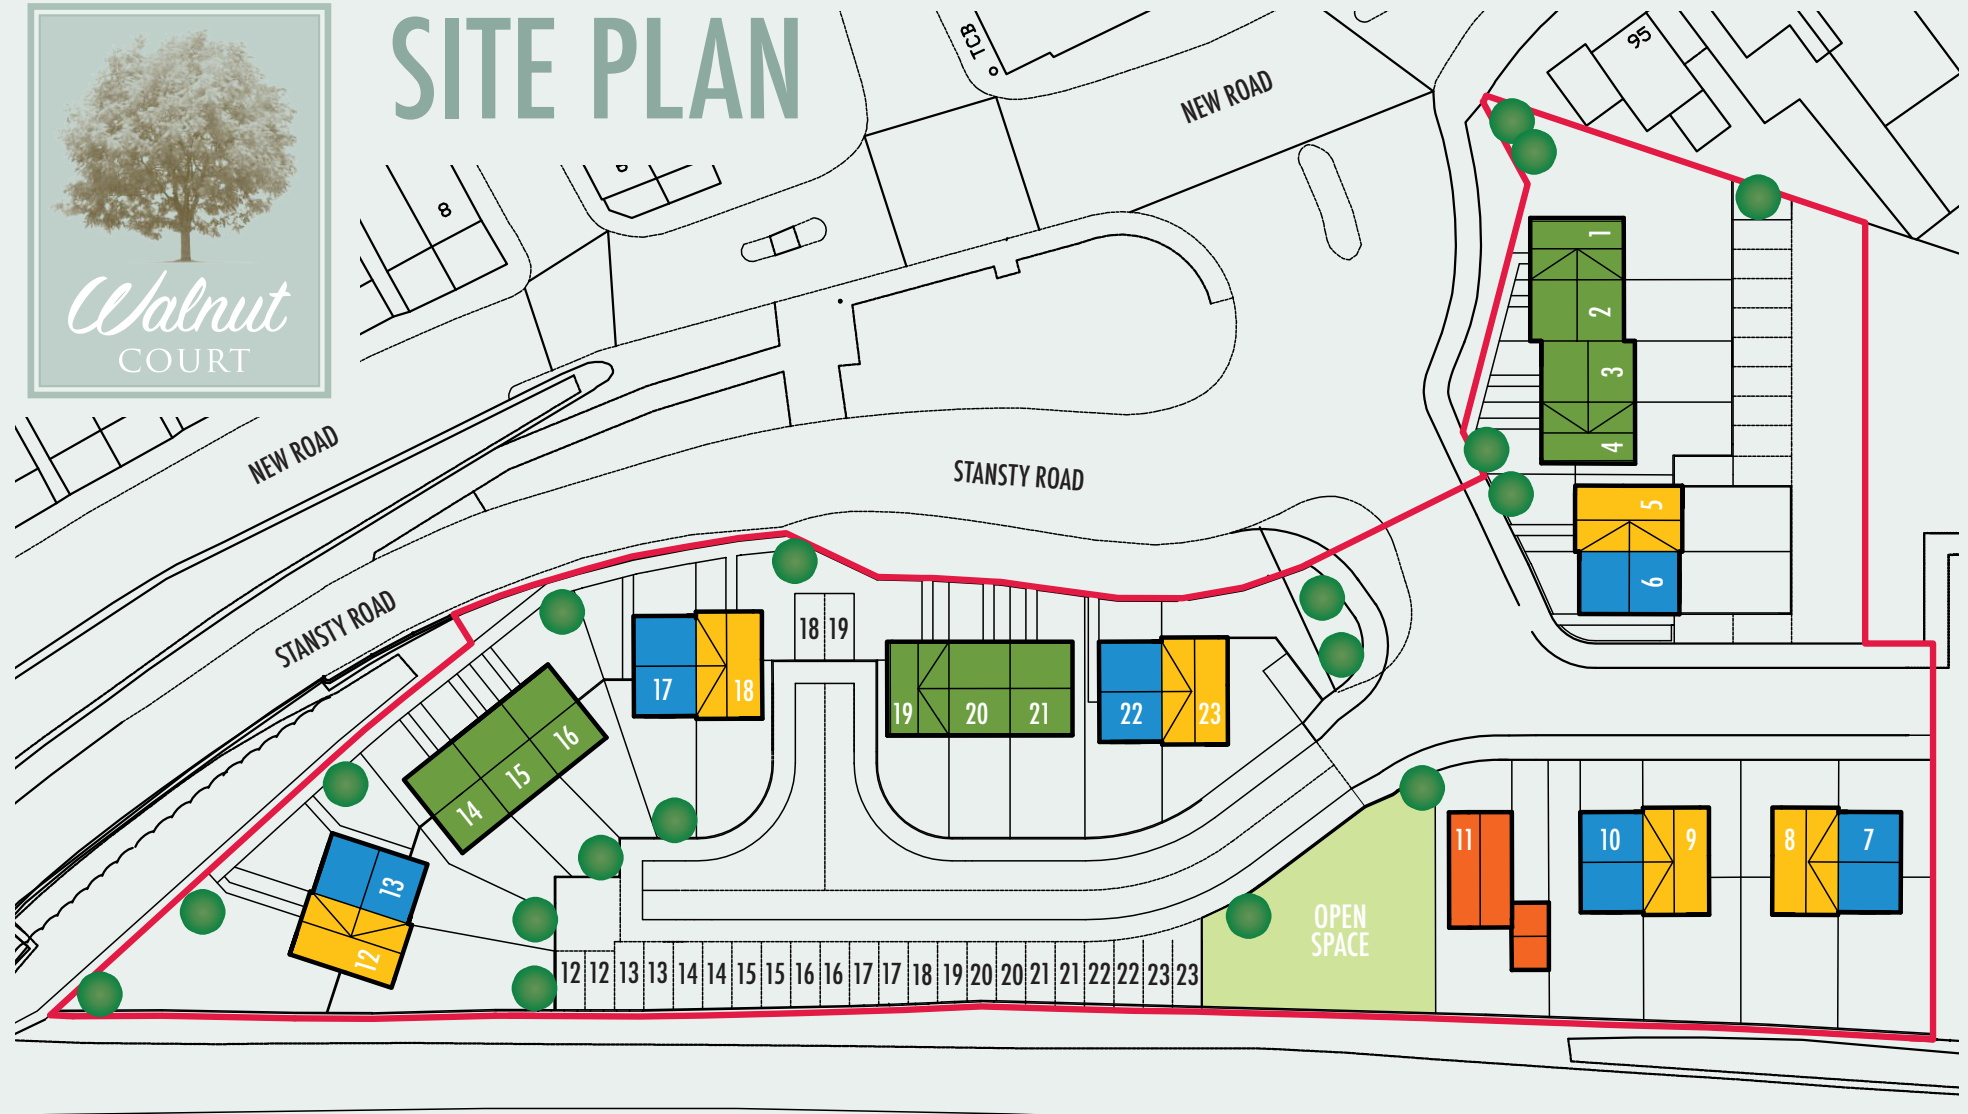 SITE PLAN
Walnut
COURT
TCB
NEW ROAD
95
8
NEW ROAD
STANSTY ROAD
STANSTY ROAD
1
2
3
4
5
6
17
18
18 19
19
20
21
22
23
16
15
14
13
12
11
10
9
8
7
OPEN
SPACE
12 12 13 13 14 14 15 15 16 16 17 17 18 19 20 20 21 21 22 22 23 23